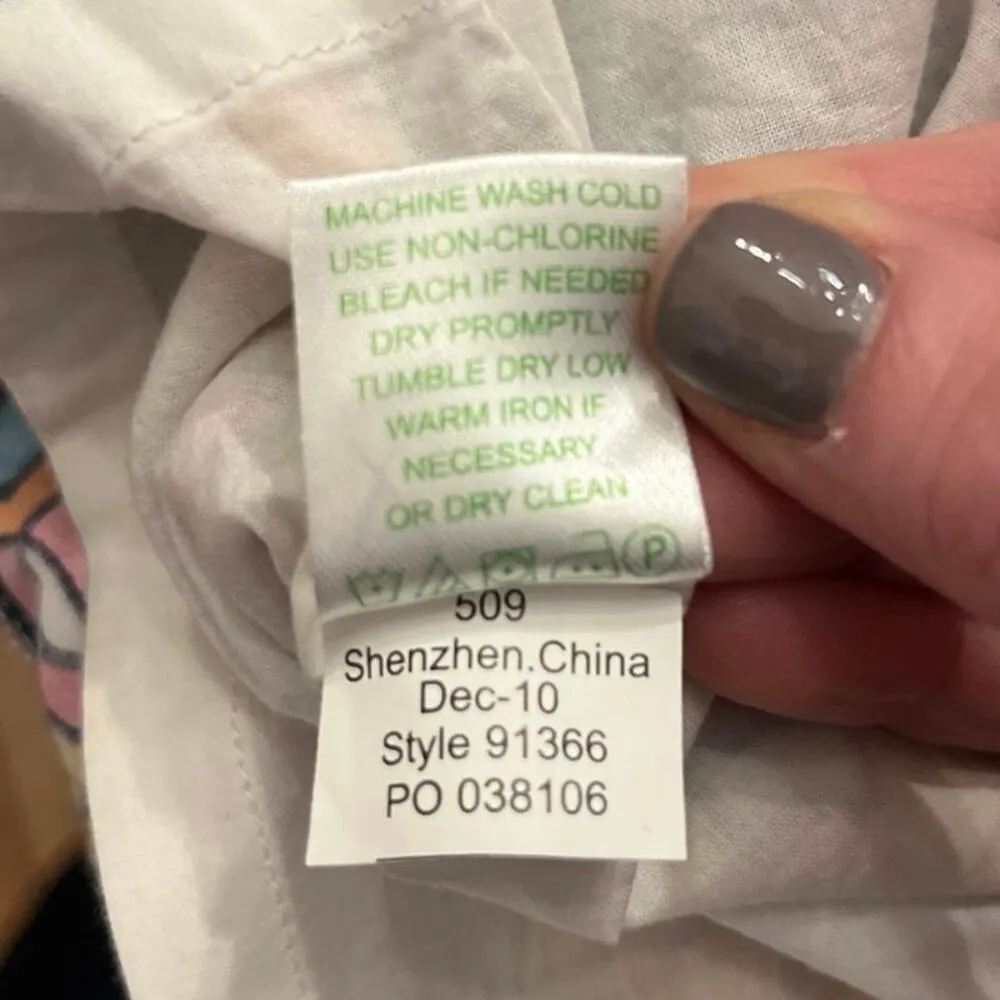 MACHINE WASH COLD
USE NON-CHLORINE
BLEACH IF NEEDED
DRY PROMPTLY
TUMBLE DRY LOW
WARM IRON IF
NECESSARY
OR DRY CLEAN
P
509
Shenzhen.China
Dec-10
Style 91366
PO 038106